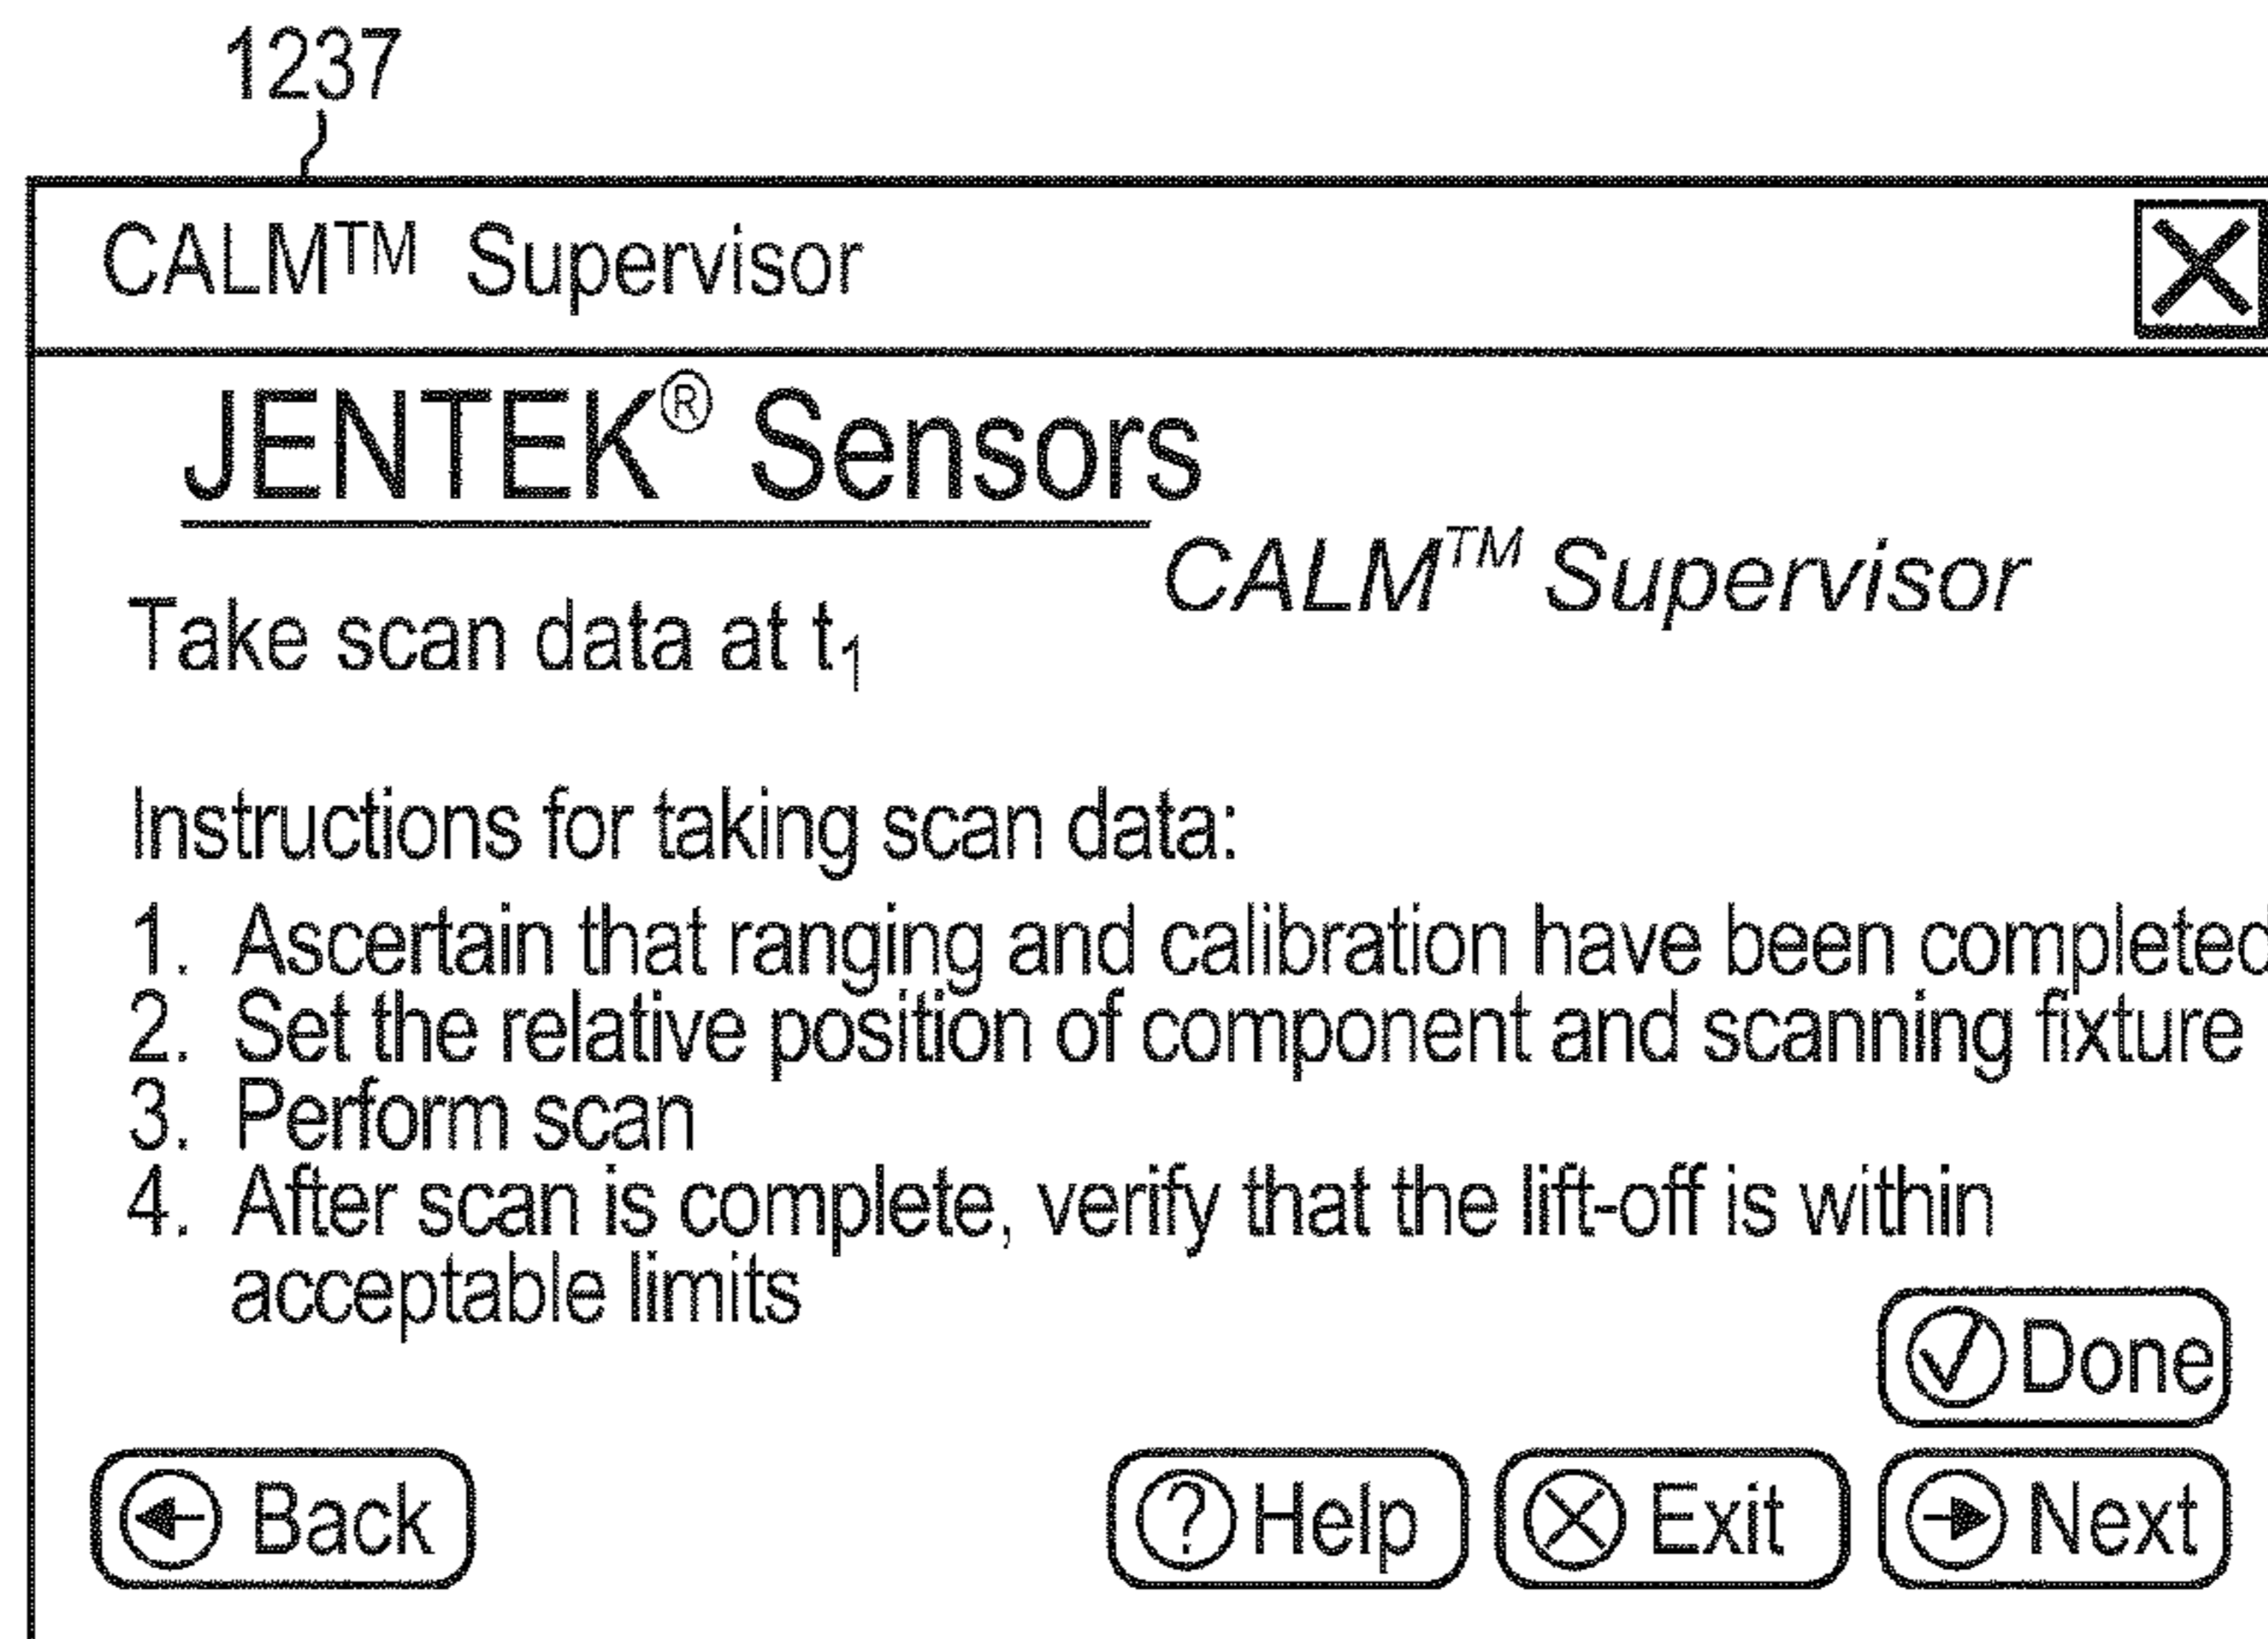 1237
CALM™ Supervisor
JENTEK® Sensors
CALM™ Supervisor
Take scan data at t₁
Instructions for taking scan data:
1. Ascertain that ranging and calibration have been completed
2. Set the relative position of component and scanning fixture
3. Perform scan
4. After scan is complete, verify that the lift-off is within
acceptable limits
Done
Back
Help
Exit
Next